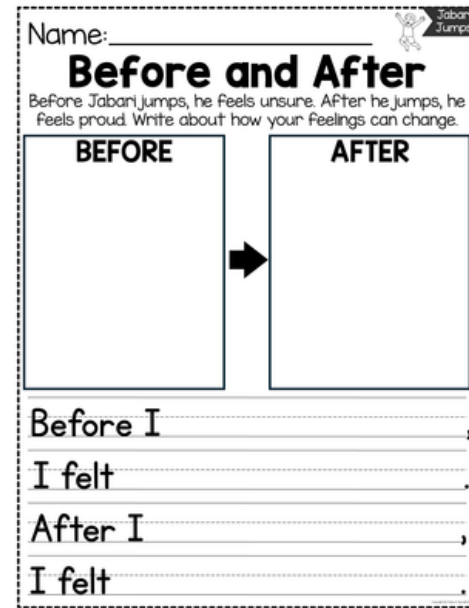 Jabari
Jumps
Name:
Before and After
Before Jabari jumps, he feels unsure. After he jumps, he
feels proud. Write about how your feelings can change.
BEFORE AFTER
Before I ,
I felt .
After I ,
I felt .